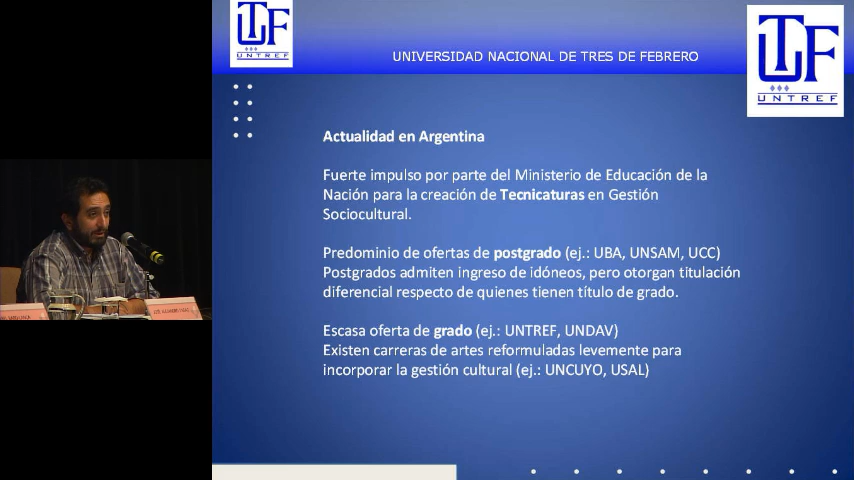 UNTREF
UNIVERSIDAD NACIONAL DE TRES DE FEBRERO
UNTREF
Actualidad en Argentina
Fuerte impulso por parte del Ministerio de Educación de la
Nación para la creación de Tecnicaturas en Gestión
Sociocultural.
Predominio de ofertas de postgrado (ej.: UBA, UNSAM, UCC)
Postgrados admiten ingreso de idóneos, pero otorgan titulación
diferencial respecto de quienes tienen título de grado.
Escasa oferta de grado (ej.: UNTREF, UNDAV)
Existen carreras de artes reformuladas levemente para
incorporar la gestión cultural (ej.: UNCUYO, USAL)